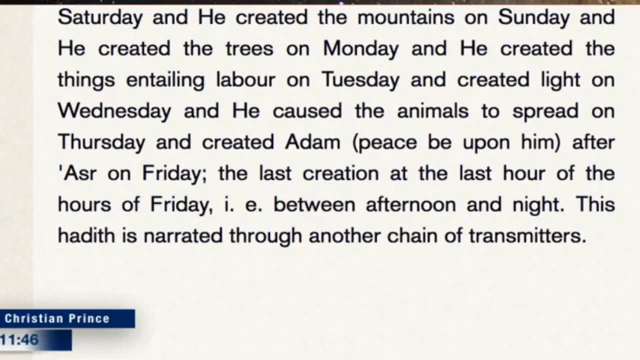 Saturday and He created the mountains on Sunday and
He created the trees on Monday and He created the
things entailing labour on Tuesday and created light on
Wednesday and He caused the animals to spread on
Thursday and created Adam (peace be upon him) after
'Asr on Friday; the last creation at the last hour of the
hours of Friday, i. e. between afternoon and night. This
hadith is narrated through another chain of transmitters.
Christian Prince
11:46